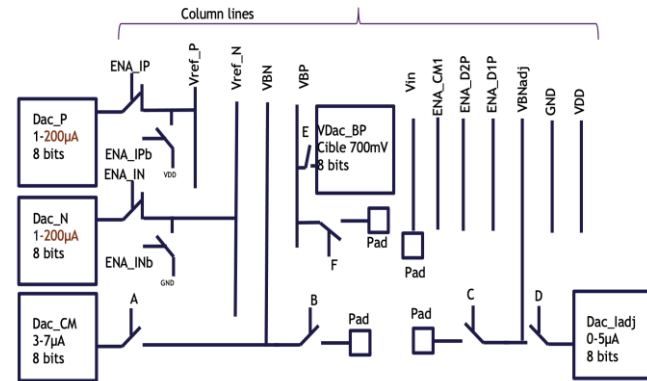 Column lines
ENA_IP
Vref_P
Vref_N
VBN
VBP
Vin
ENA_CM1
ENA_D2P
ENA_D1P
VBNadj
GND
VDD
Dac_P
1-200µA
8 bits
ENA_IPb
VDD
E
VDac_BP
Cible 700mV
8 bits
ENA_IN
Dac_N
1-200µA
8 bits
ENA_INb
GND
F
Pad
Pad
A
B
C
D
Dac_CM
3-7µA
8 bits
Pad
Pad
Dac_Iadj
0-5µA
8 bits